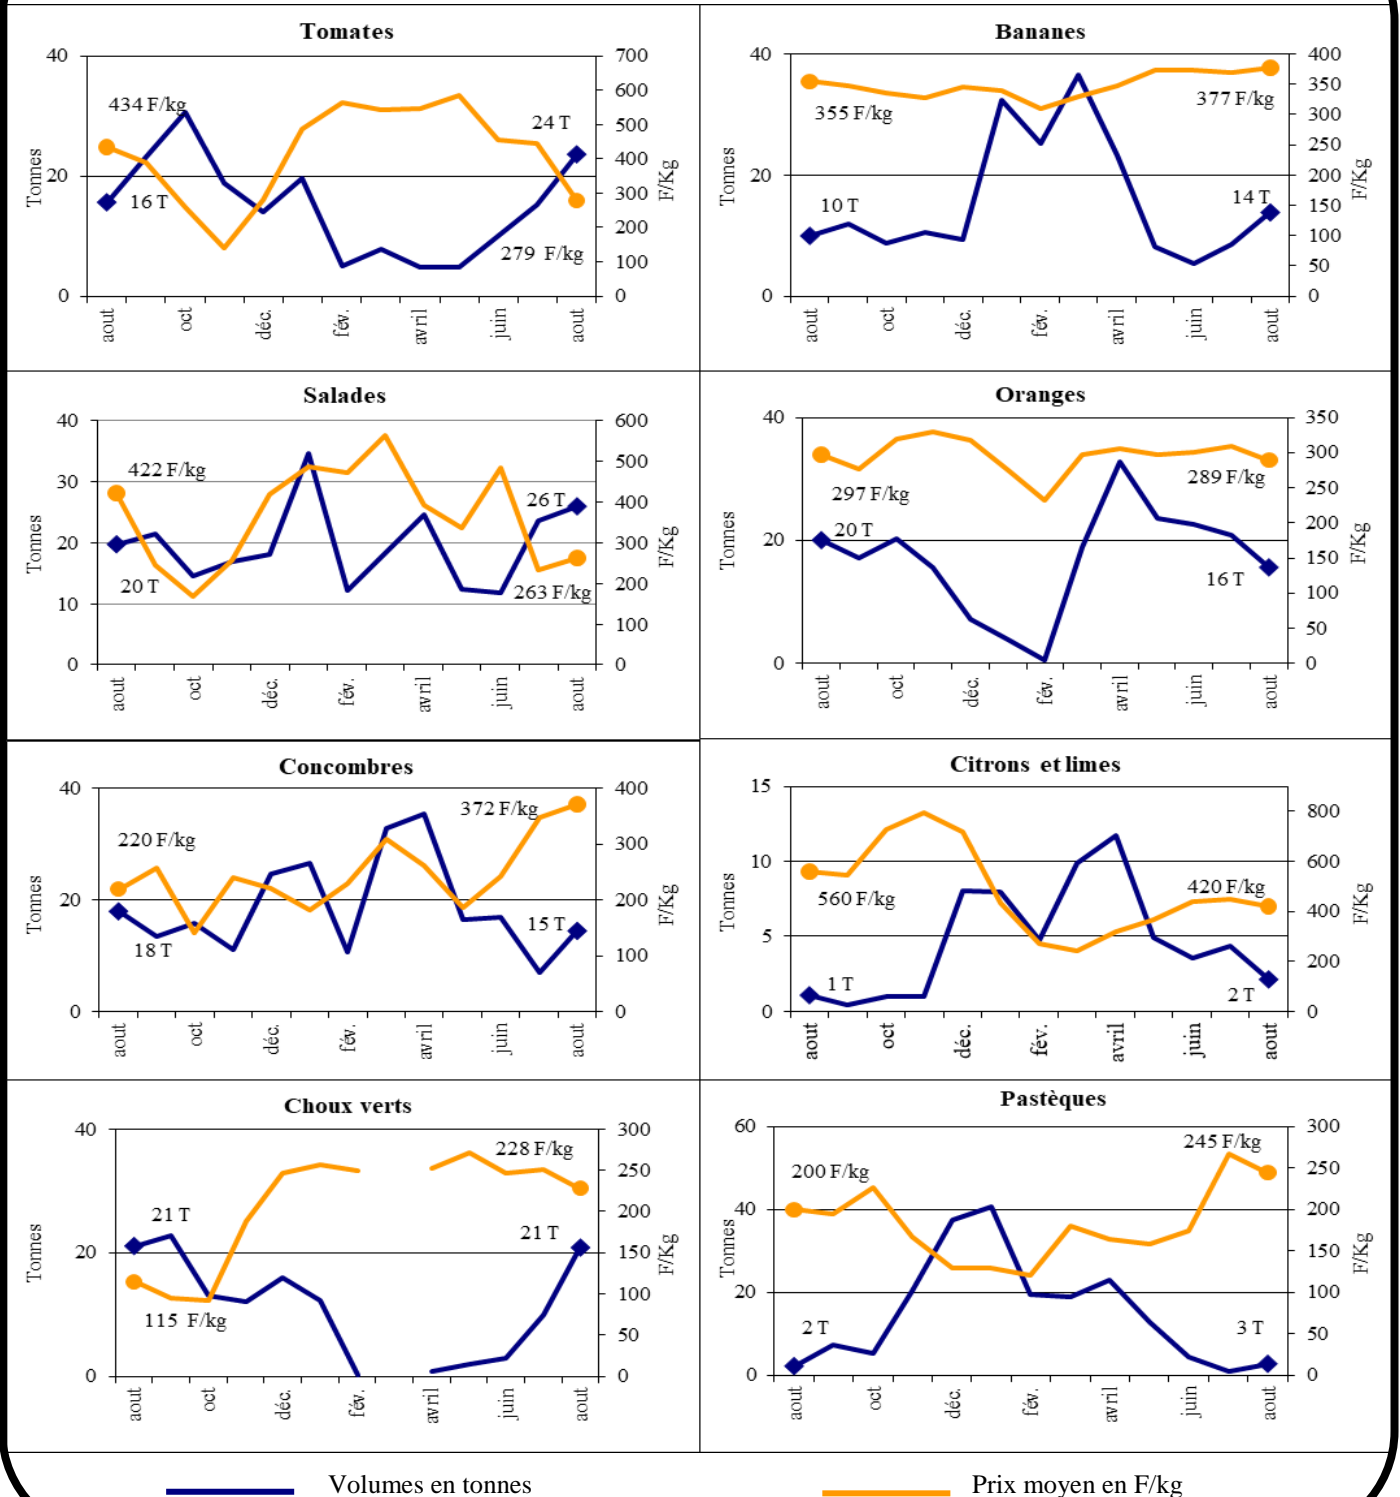 Tomates
40
20
0
Tonnes
700
600
500
400
300
200
100
0
F/Kg
434 F/kg
16 T
24 T
279 F/kg
aout
oct
déc.
fév.
avril
juin
aout
Bananes
40
20
0
Tonnes
400
350
300
250
200
150
100
50
0
F/Kg
355 F/kg
377 F/kg
10 T
14 T
aout
oct
déc.
fév.
avril
juin
aout
Salades
40
30
20
10
0
Tonnes
600
500
400
300
200
100
0
F/Kg
422 F/kg
20 T
26 T
263 F/kg
aout
oct
déc.
fév.
avril
juin
aout
Oranges
40
20
0
Tonnes
350
300
250
200
150
100
50
0
F/Kg
297 F/kg
20 T
289 F/kg
16 T
aout
oct
déc.
fév.
avril
juin
aout
Concombres
40
20
0
Tonnes
400
300
200
100
0
F/Kg
220 F/kg
18 T
372 F/kg
15 T
aout
oct
déc.
fév.
avril
juin
aout
Citrons et limes
15
10
5
0
Tonnes
800
600
400
200
0
F/Kg
560 F/kg
1 T
420 F/kg
2 T
aout
oct
déc.
fév.
avril
juin
aout
Choux verts
40
20
0
Tonnes
300
250
200
150
100
50
0
F/Kg
21 T
115 F/kg
228 F/kg
21 T
aout
oct
déc.
fév.
avril
juin
aout
Pastèques
60
40
20
0
Tonnes
300
250
200
150
100
50
0
F/Kg
200 F/kg
2 T
245 F/kg
3 T
aout
oct
déc.
fév.
avril
juin
aout
Volumes en tonnes
Prix moyen en F/kg